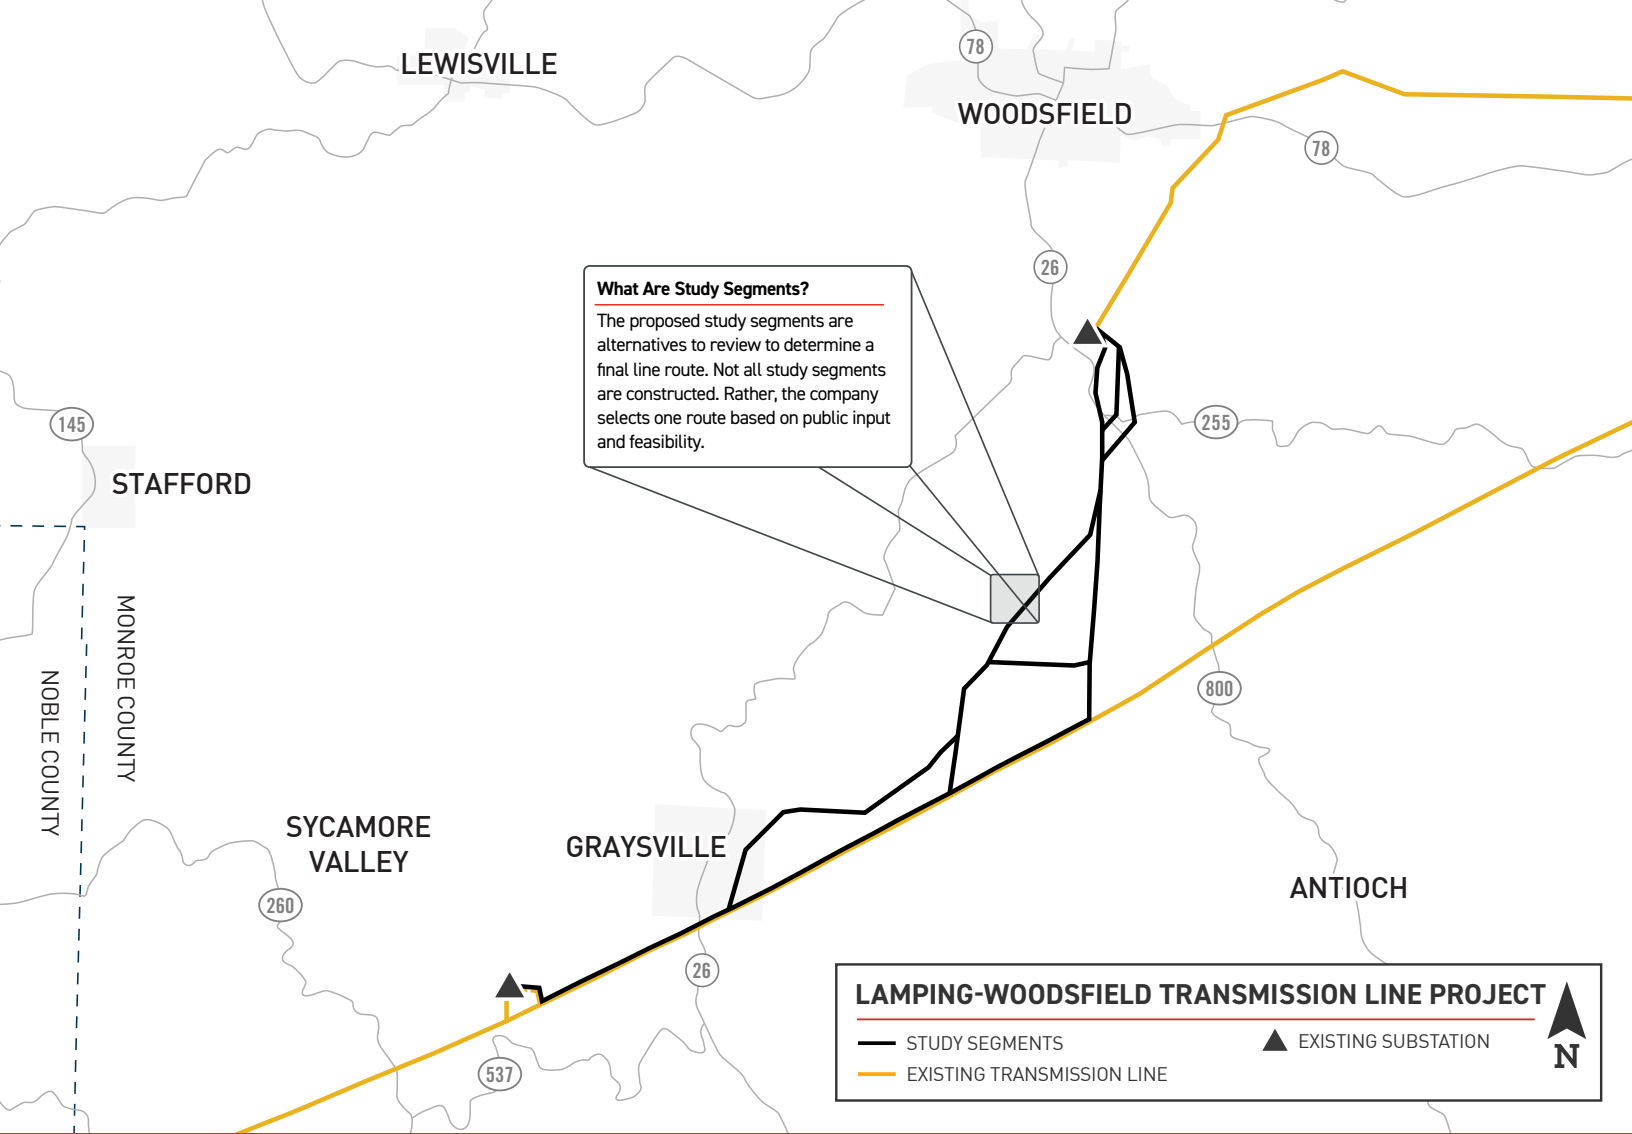 LEWISVILLE
78
WOODSFIELD
78
26
What Are Study Segments?
The proposed study segments are
alternatives to review to determine a
final line route. Not all study segments
are constructed. Rather, the company
selects one route based on public input
and feasibility.
145
255
STAFFORD
MONROE COUNTY
NOBLE COUNTY
800
SYCAMORE
VALLEY
GRAYSVILLE
260
ANTIOCH
26
537
LAMPING-WOODSFIELD TRANSMISSION LINE PROJECT
STUDY SEGMENTS
EXISTING SUBSTATION
EXISTING TRANSMISSION LINE
N